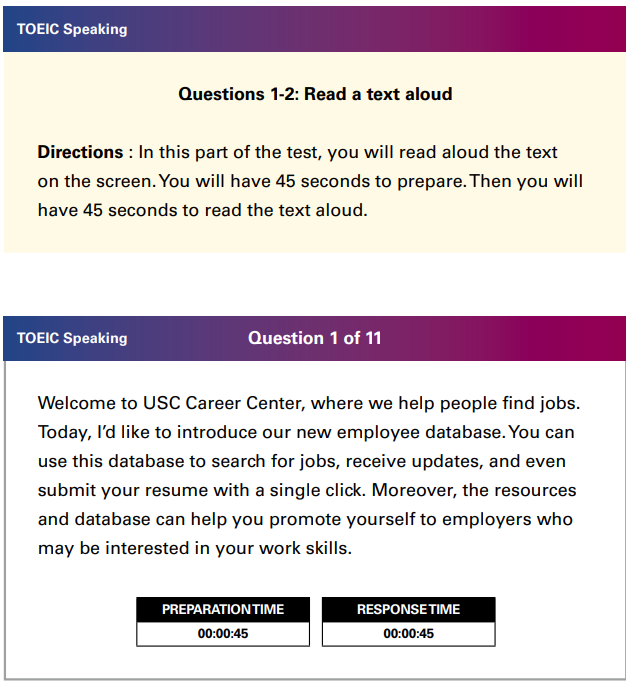 TOEIC Speaking
Questions 1-2: Read a text aloud
Directions : In this part of the test, you will read aloud the text
on the screen. You will have 45 seconds to prepare. Then you will
have 45 seconds to read the text aloud.
TOEIC Speaking
Question 1 of 11
Welcome to USC Career Center, where we help people find jobs.
Today, I'd like to introduce our new employee database. You can
use this database to search for jobs, receive updates, and even
submit your resume with a single click. Moreover, the resources
and database can help you promote yourself to employers who
may be interested in your work skills.
PREPARATION TIME
00:00:45
RESPONSE TIME
00:00:45